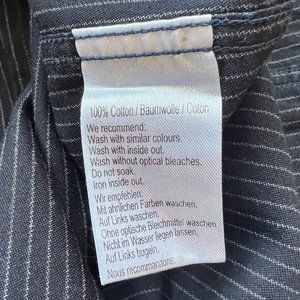 100% Cotton / Baumwolle / Coton
We recommend:
Wash with similar colours.
Wash with inside out.
Wash without optical bleaches.
Do not soak.
Iron inside out.
Wir empfehlen.
Mit ähnlichen Farben waschen.
Auf Links waschen.
Ohne optische Bleichmittel waschen.
Nicht im Wasser liegen lassen.
Auf Links bügen.
Nous recommandons: